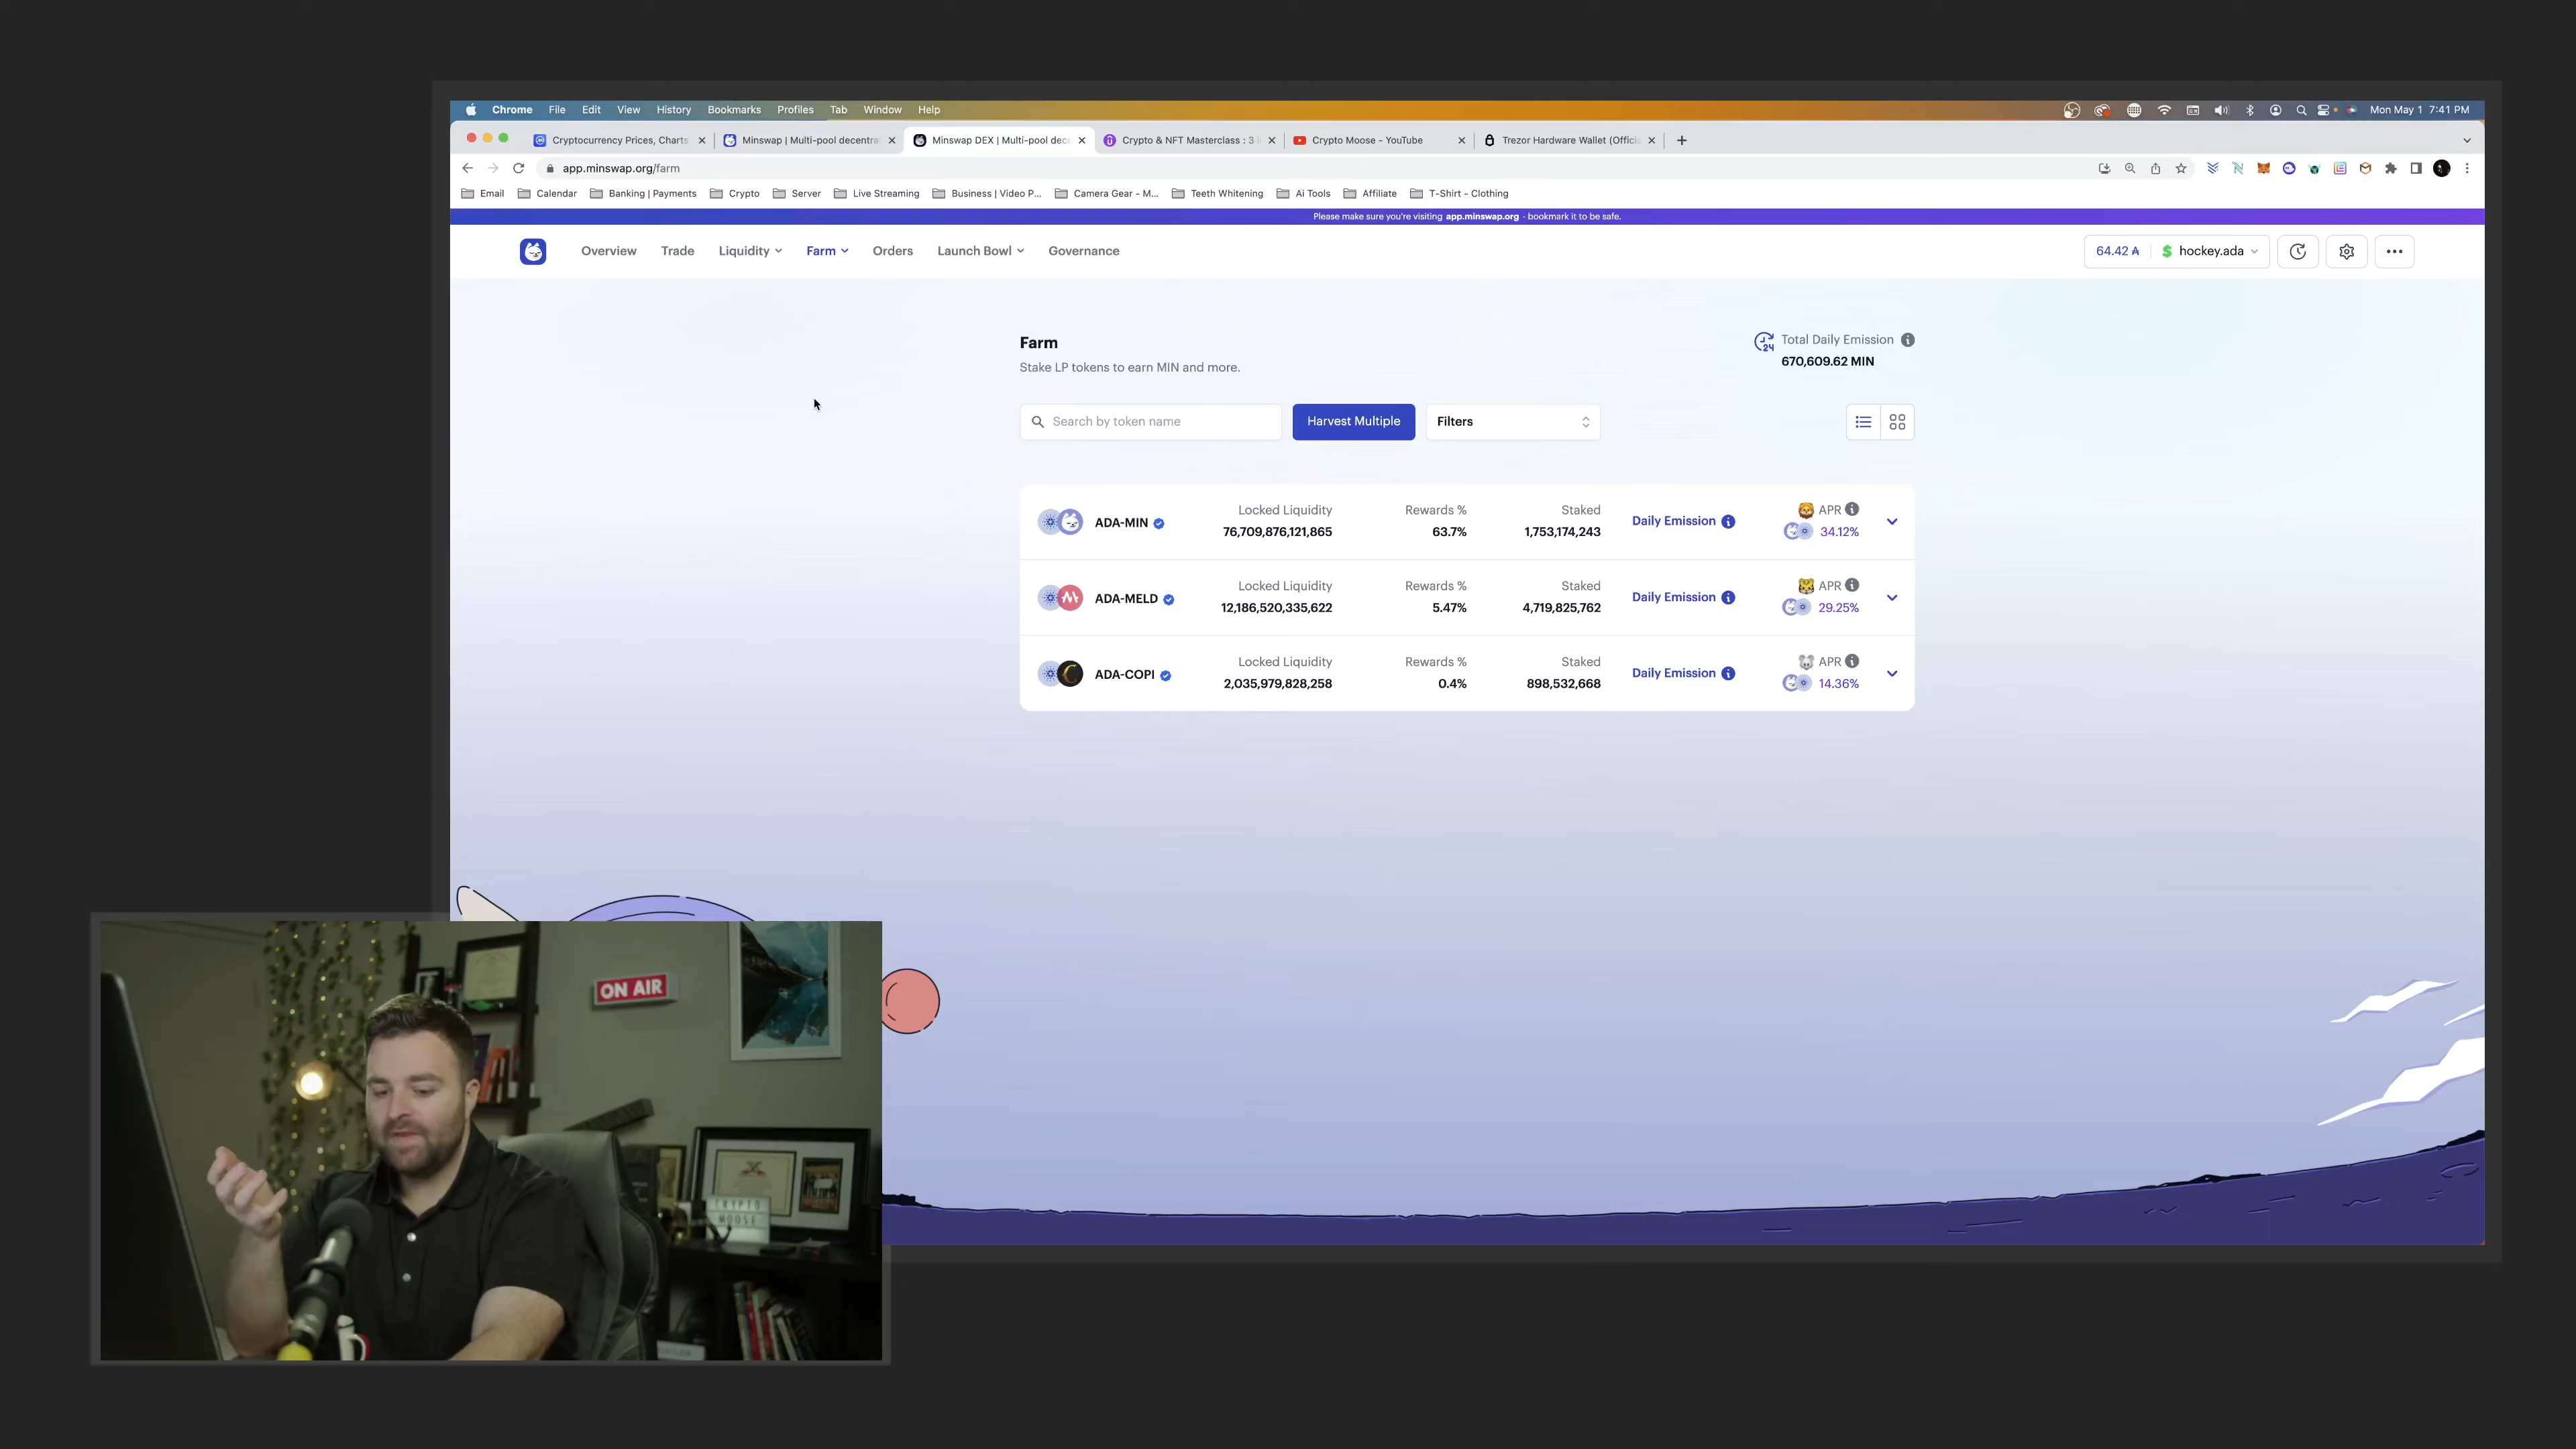 Chrome File Edit View History Bookmarks Profiles Tab Window Help
Mon May 1 7:41 PM
Cryptocurrency Prices, Charts
Minswap | Multi-pool decentral
Minswap DEX | Multi-pool dec
Crypto & NFT Masterclass : 3
Crypto Moose - YouTube
Trezor Hardware Wallet (Officia
app.minswap.org/farm
Email Calendar Banking | Payments Crypto Server Live Streaming Business | Video P... Camera Gear - M... Teeth Whitening Ai Tools Affiliate T-Shirt - Clothing
Please make sure you're visiting app.minswap.org - bookmark it to be safe.
Overview Trade Liquidity Farm Orders Launch Bowl Governance
64.42 ₳ $ hockey.ada
Farm
Stake LP tokens to earn MIN and more.
24
Total Daily Emission
670,609.62 MIN
Search by token name
Harvest Multiple
Filters
ADA-MIN
Locked Liquidity Rewards % Staked
76,709,876,121,865 63.7% 1,753,174,243
Daily Emission
APR
34.12%
ADA-MELD
Locked Liquidity Rewards % Staked
12,186,520,335,622 5.47% 4,719,825,762
Daily Emission
APR
29.25%
ADA-COPI
Locked Liquidity Rewards % Staked
2,035,979,828,258 0.4% 898,532,668
Daily Emission
APR
14.36%
ON AIR
CRYPTO
MOOSE